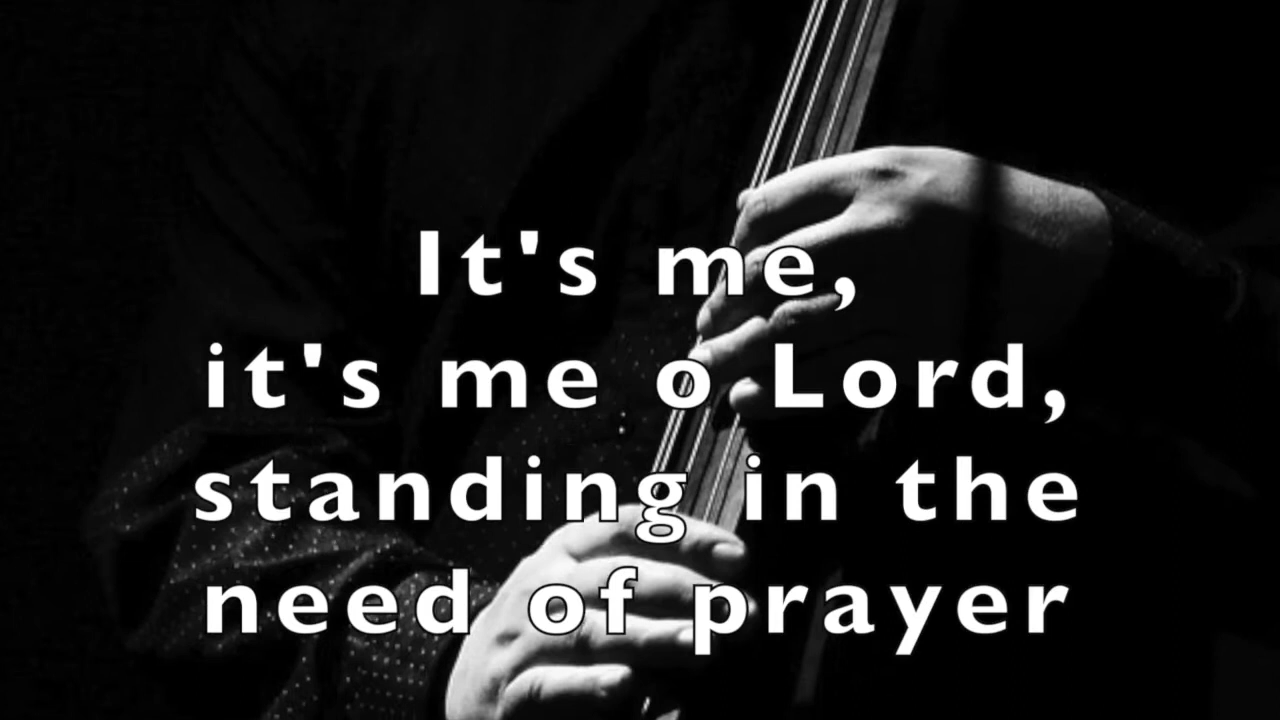 It's me,
it's me o Lord,
standing in the
need of prayer